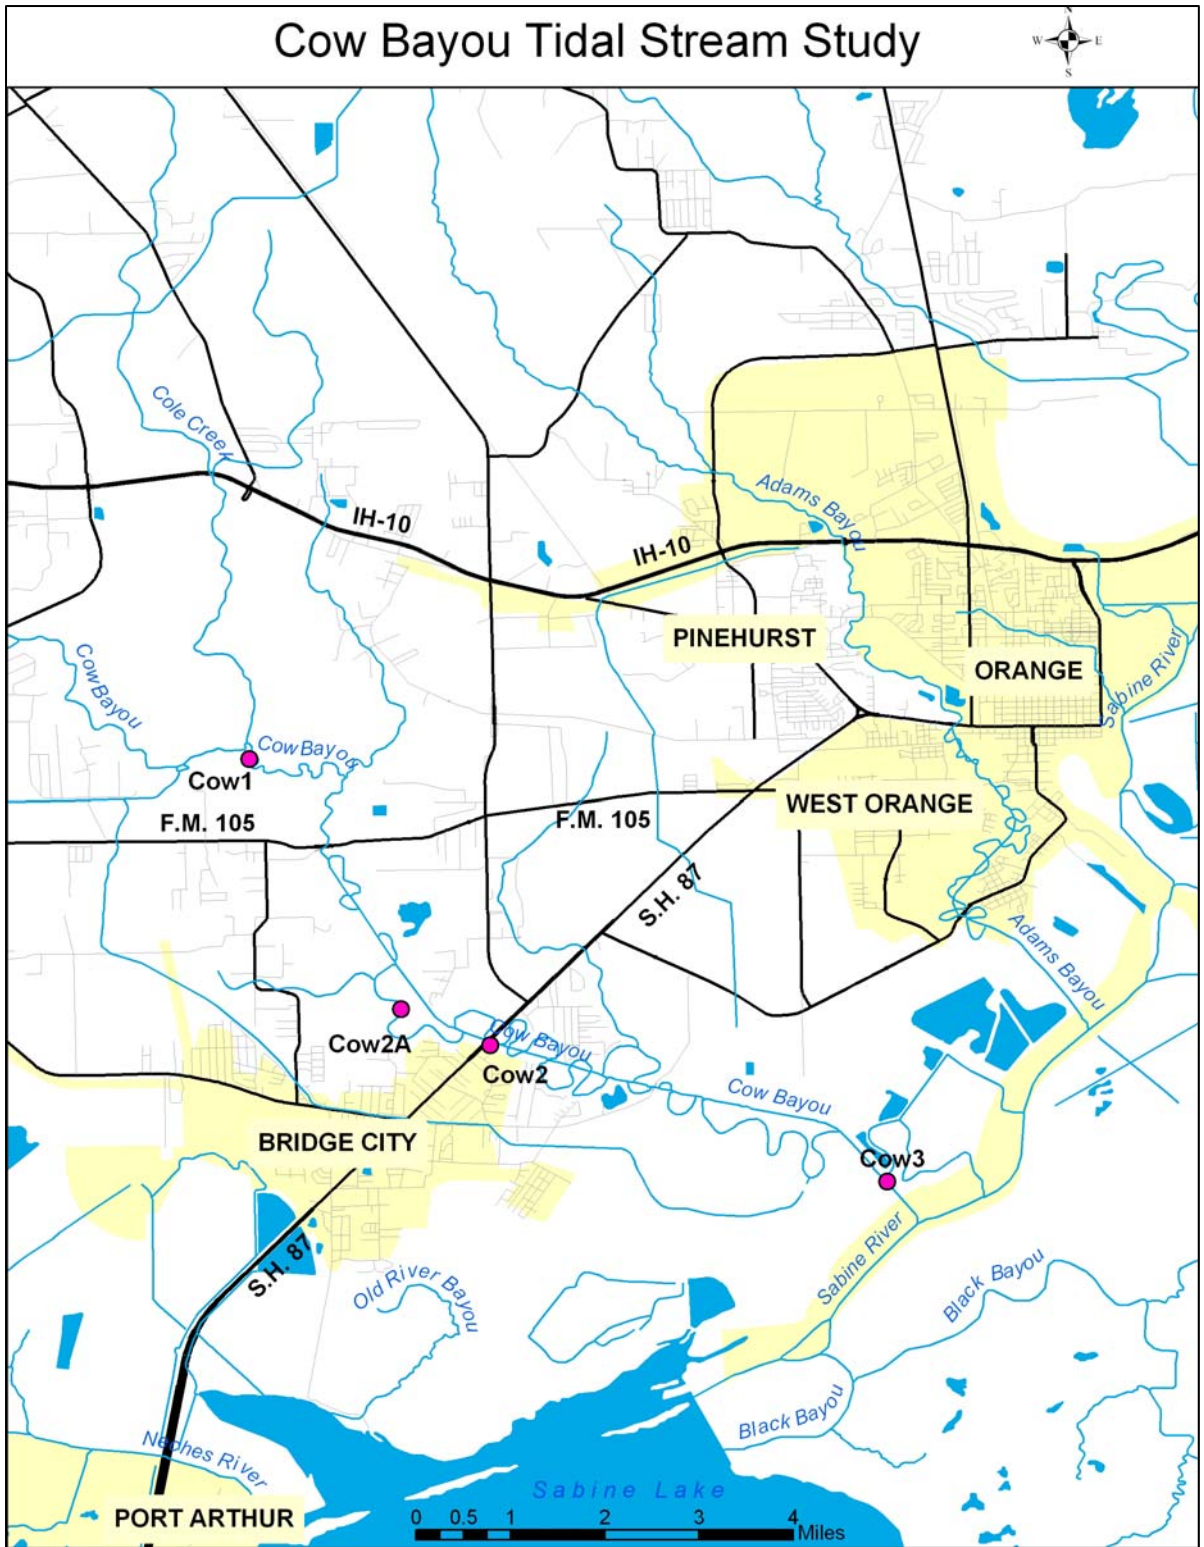 Cow Bayou Tidal Stream Study
N
W E
S
Cole Creek
IH-10
Adams Bayou
IH-10
PINEHURST
ORANGE
Cow Bayou
Sabine River
Cow Bayou
Cow1
WEST ORANGE
F.M. 105
F.M. 105
S.H. 87
Adams Bayou
Cow2A
Cow Bayou
Cow2
Cow Bayou
BRIDGE CITY
Cow3
S.H. 87
Old River Bayou
Sabine River
Black Bayou
Black Bayou
Neches River
Sabine Lake
PORT ARTHUR
0 0.5 1 2 3 4
Miles